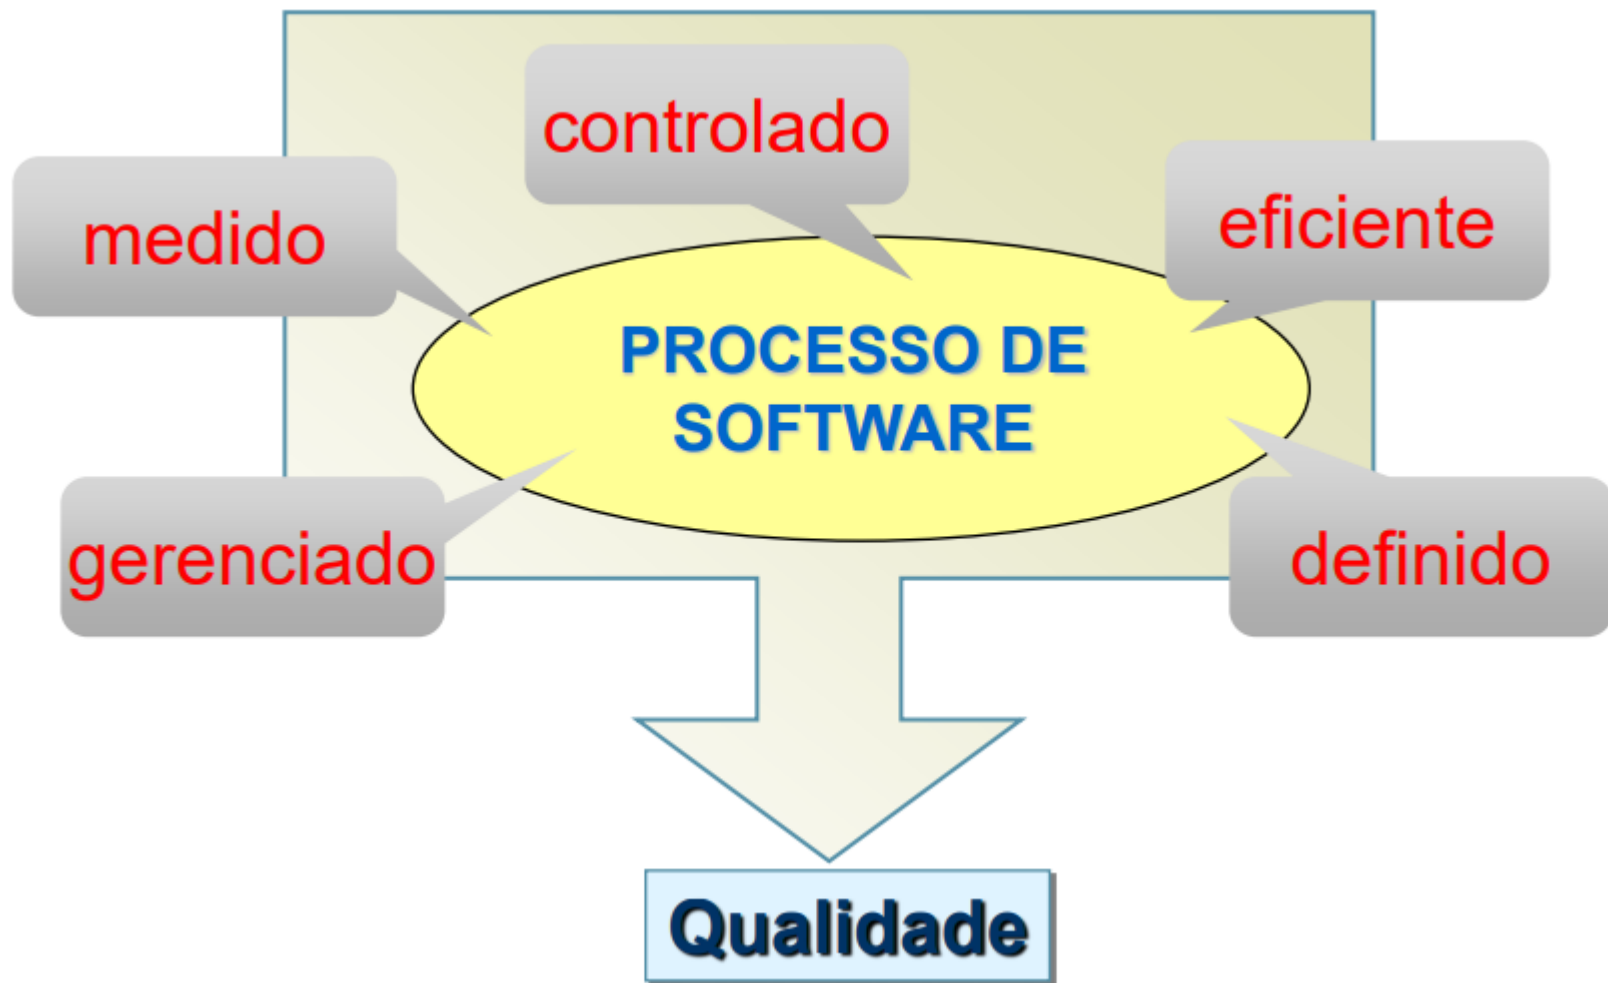 controlado
medido
eficiente
PROCESSO DE
SOFTWARE
gerenciado
definido
Qualidade